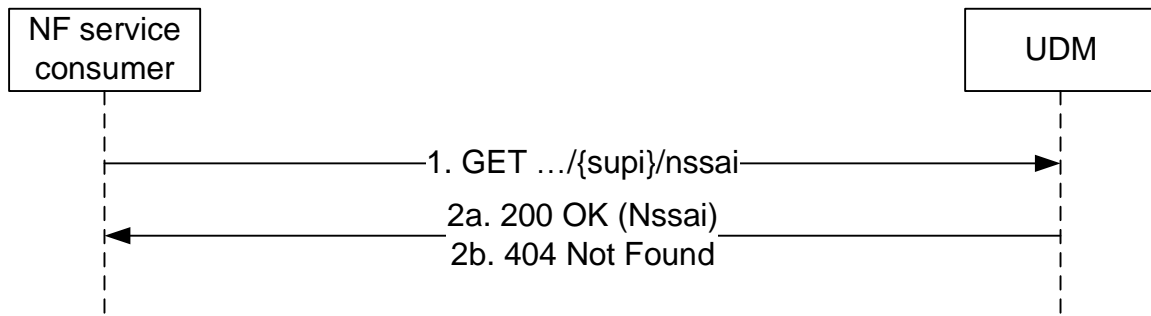 NF service
consumer
UDM
1. GET …/{supi}/nssai
2a. 200 OK (Nssai)
2b. 404 Not Found